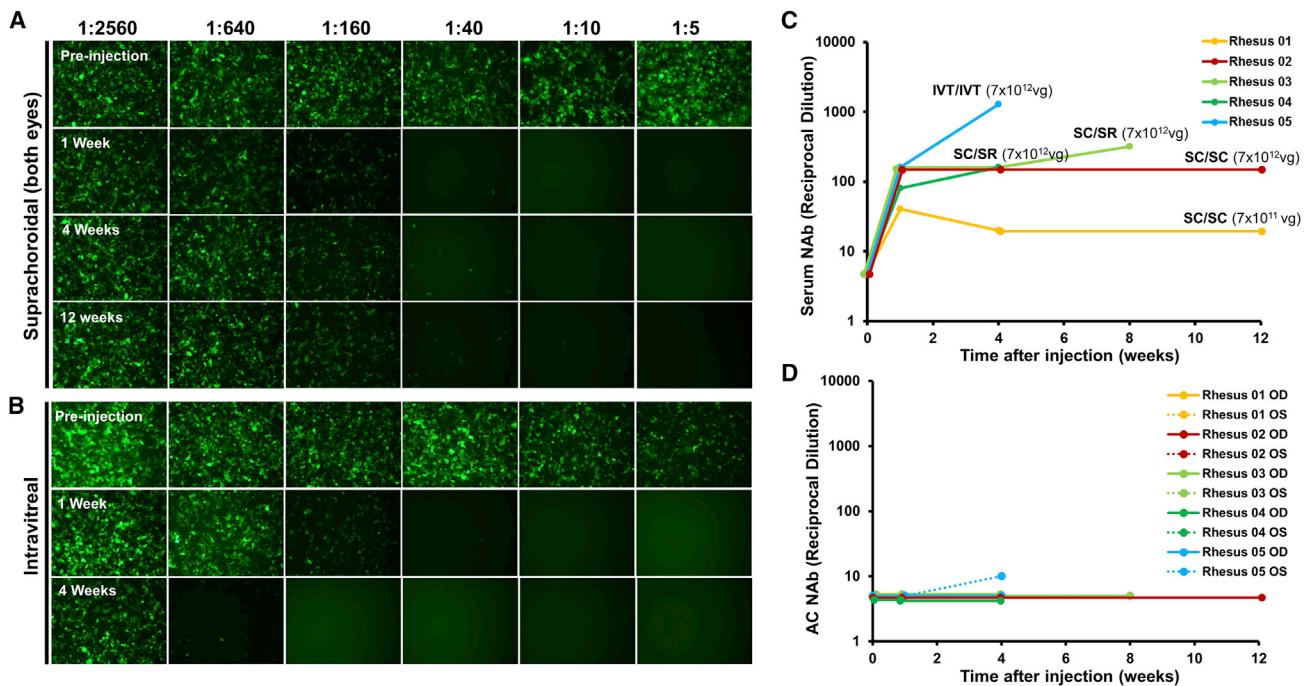 A
1:2560 1:640 1:160 1:40 1:10 1:5
Suprachoroidal (both eyes)
Pre-injection
1 Week
4 Weeks
12 weeks
B
Intravitreal
Pre-injection
1 Week
4 Weeks
C
Serum NAb (Reciprocal Dilution)
10000
1000
100
10
1
0 2 4 6 8 10 12
Time after injection (weeks)
Rhesus 01
Rhesus 02
Rhesus 03
Rhesus 04
Rhesus 05
IVT/IVT (7x10¹²vg)
SC/SR (7x10¹²vg)
SC/SR (7x10¹²vg)
SC/SC (7x10¹²vg)
SC/SC (7x10¹¹ vg)
D
AC NAb (Reciprocal Dilution)
10000
1000
100
10
1
0 2 4 6 8 10 12
Time after injection (weeks)
Rhesus 01 OD
Rhesus 01 OS
Rhesus 02 OD
Rhesus 02 OS
Rhesus 03 OD
Rhesus 03 OS
Rhesus 04 OD
Rhesus 04 OS
Rhesus 05 OD
Rhesus 05 OS